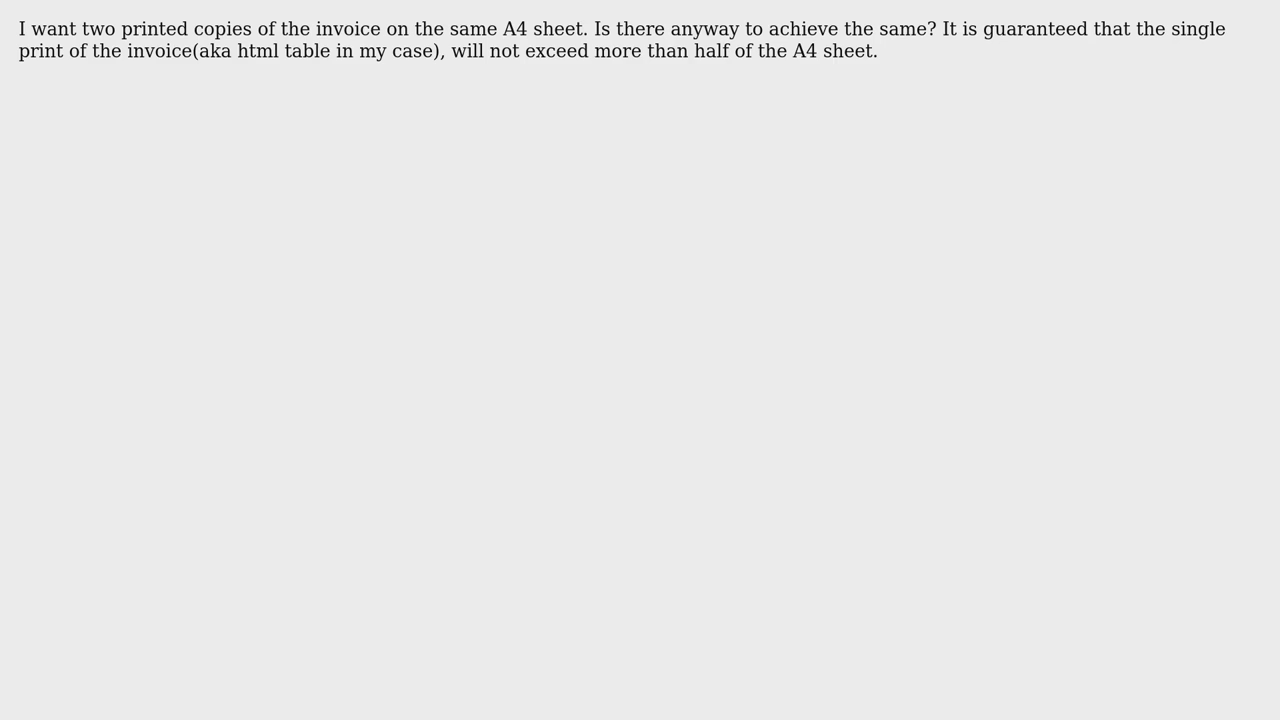 I want two printed copies of the invoice on the same A4 sheet. Is there anyway to achieve the same? It is guaranteed that the single
print of the invoice(aka html table in my case), will not exceed more than half of the A4 sheet.